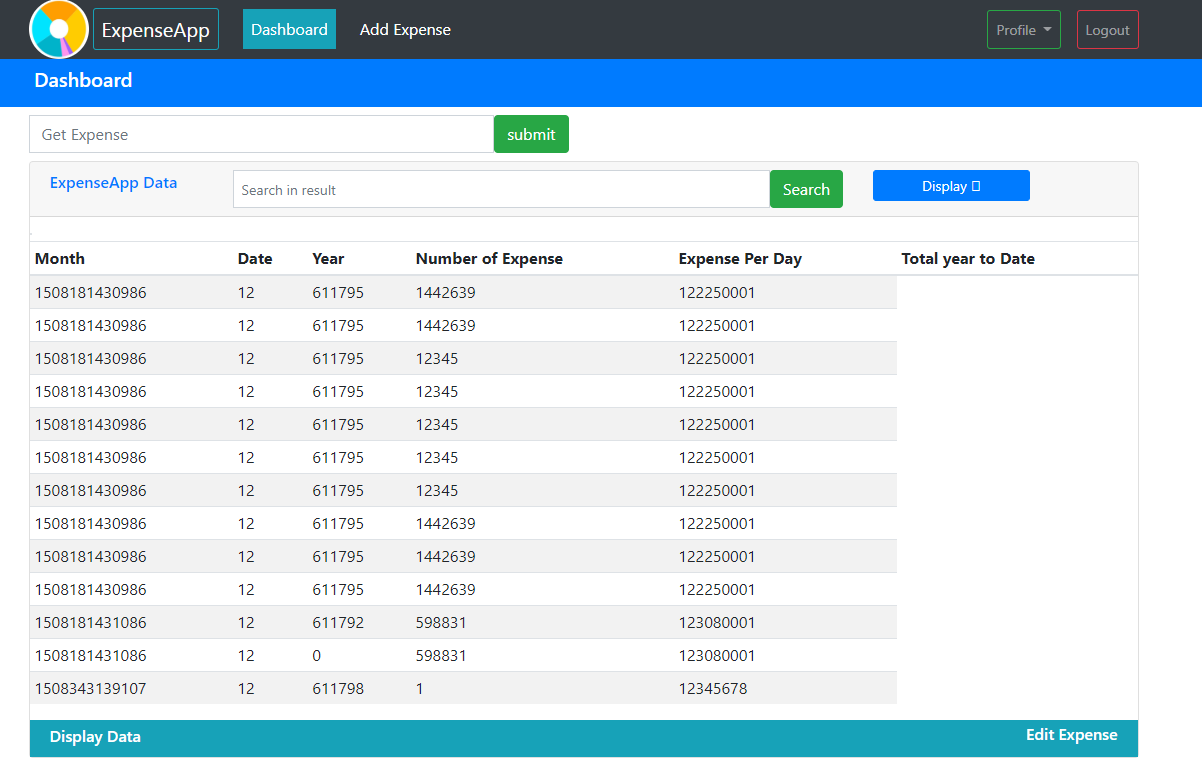 ExpenseApp Dashboard Add Expense Profile Logout
Dashboard
Get Expense submit
ExpenseApp Data Search in result Search Display
Month Date Year Number of Expense Expense Per Day Total year to Date
1508181430986 12 611795 1442639 122250001
1508181430986 12 611795 1442639 122250001
1508181430986 12 611795 12345 122250001
1508181430986 12 611795 12345 122250001
1508181430986 12 611795 12345 122250001
1508181430986 12 611795 12345 122250001
1508181430986 12 611795 12345 122250001
1508181430986 12 611795 1442639 122250001
1508181430986 12 611795 1442639 122250001
1508181430986 12 611795 1442639 122250001
1508181431086 12 611792 598831 123080001
1508181431086 12 0 598831 123080001
1508343139107 12 611798 1 12345678
Display Data Edit Expense